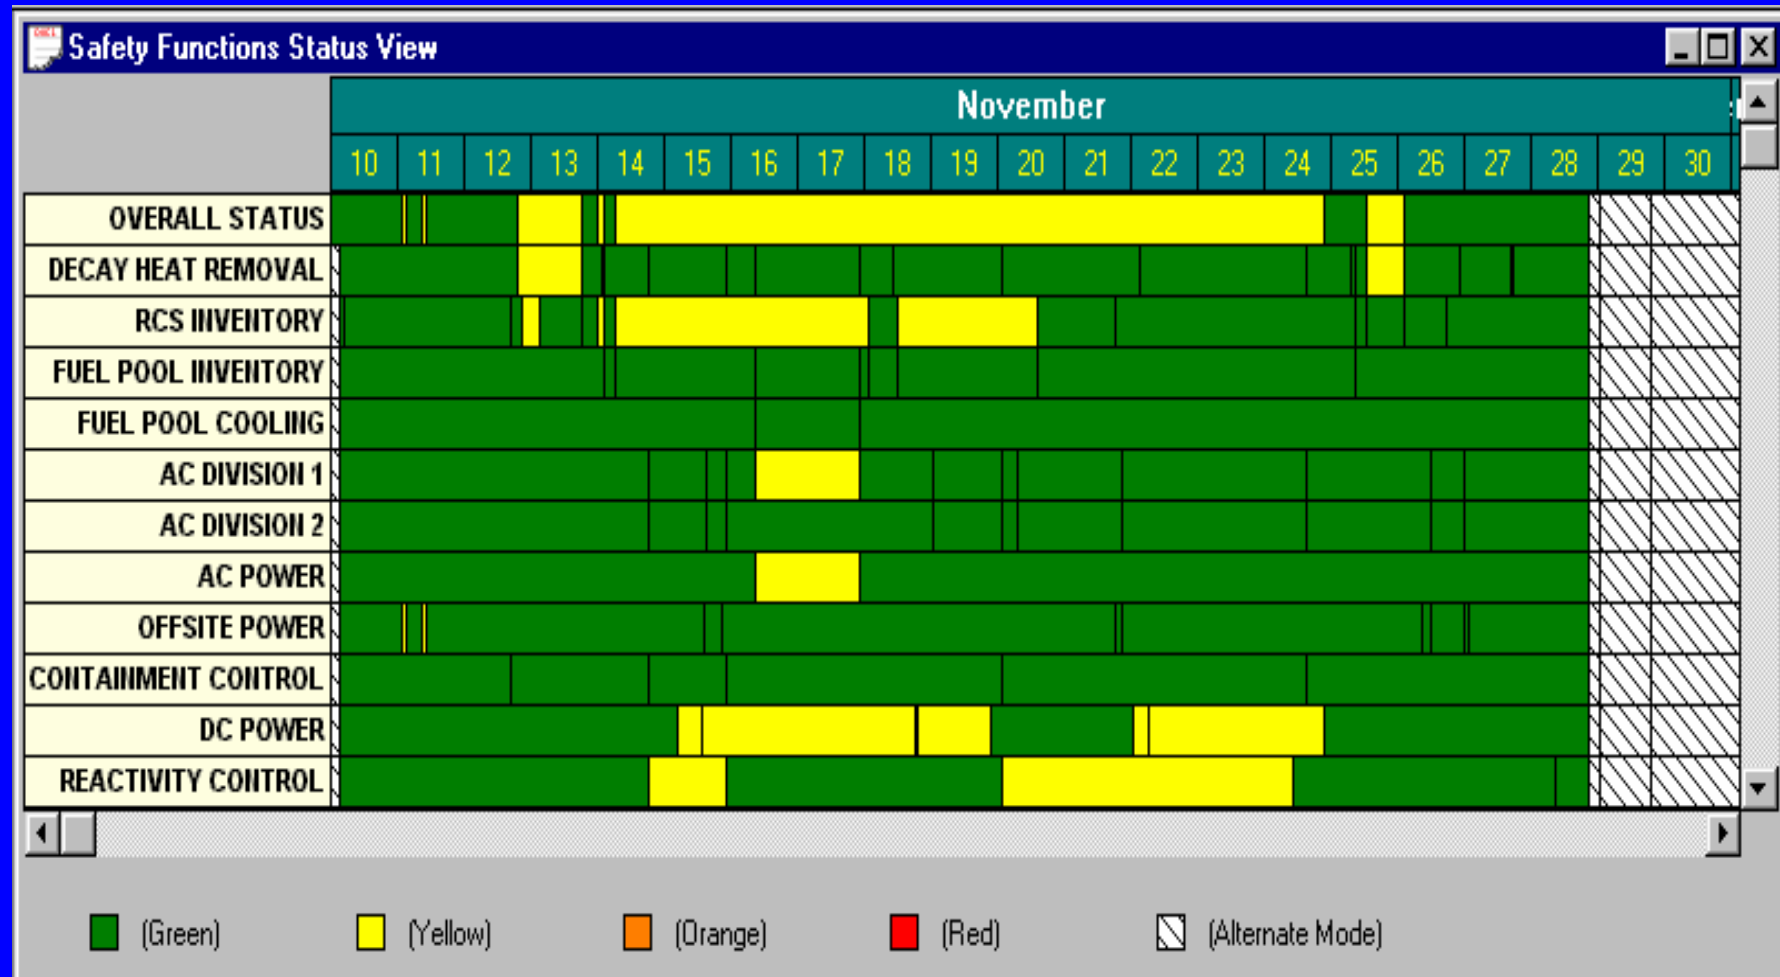 Safety Functions Status View
November
10 11 12 13 14 15 16 17 18 19 20 21 22 23 24 25 26 27 28 29 30
OVERALL STATUS
DECAY HEAT REMOVAL
RCS INVENTORY
FUEL POOL INVENTORY
FUEL POOL COOLING
AC DIVISION 1
AC DIVISION 2
AC POWER
OFFSITE POWER
CONTAINMENT CONTROL
DC POWER
REACTIVITY CONTROL
(Green) (Yellow) (Orange) (Red) (Alternate Mode)